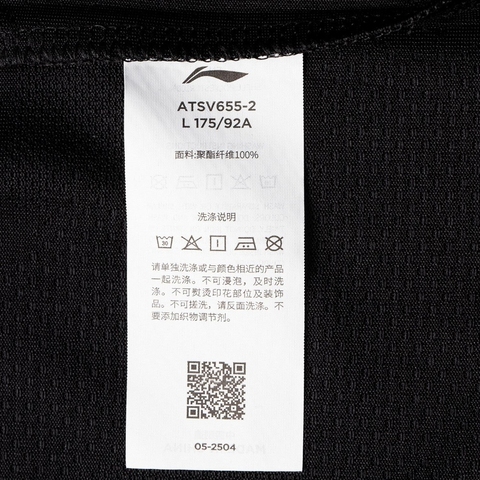 ATSV655-2
L 175/92A
面料:聚酯纤维100%
洗涤说明
30
请单独洗涤或与颜色相近的产品
一起洗涤。不可浸泡，及时洗
涤。不可熨烫印花部位及装饰
品。不可搓洗，请反面洗涤。不
要添加织物调节剂。
05-2504